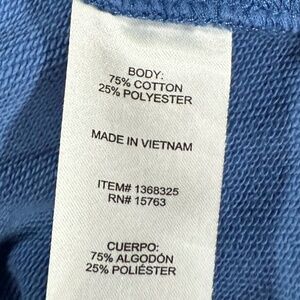 BODY:
75% COTTON
25% POLYESTER
MADE IN VIETNAM
ITEM# 1368325
RN# 15763
CUERPO:
75% ALGODÓN
25% POLIÉSTER